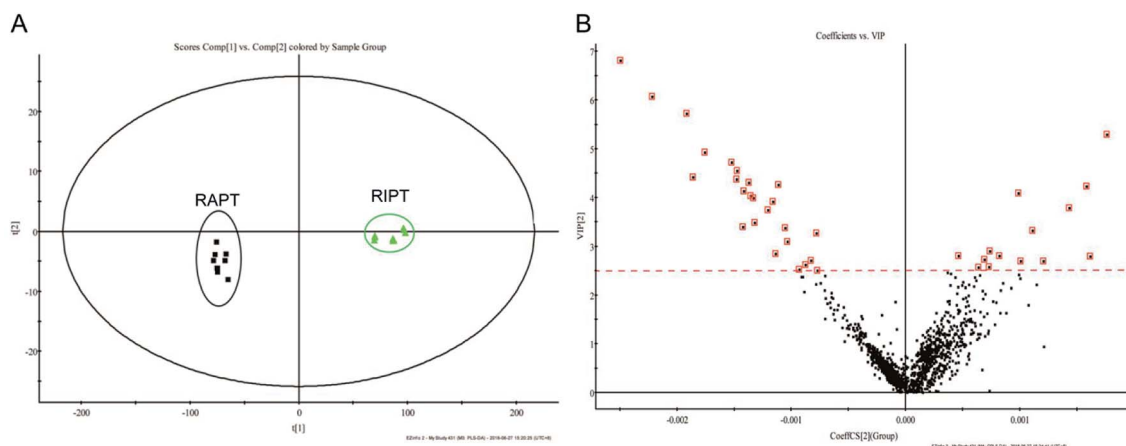 A
B
Scores Comp[1] vs. Comp[2] colored by Sample Group
Coefficients vs. VIP
RAPT
RIPT
t[2]
20
10
0
-10
-20
-200
-100
0
100
200
t[1]
VIP[2]
7
6
5
4
3
2
1
0
-0.002
-0.001
0.000
0.001
CoeffCS[2](Group)